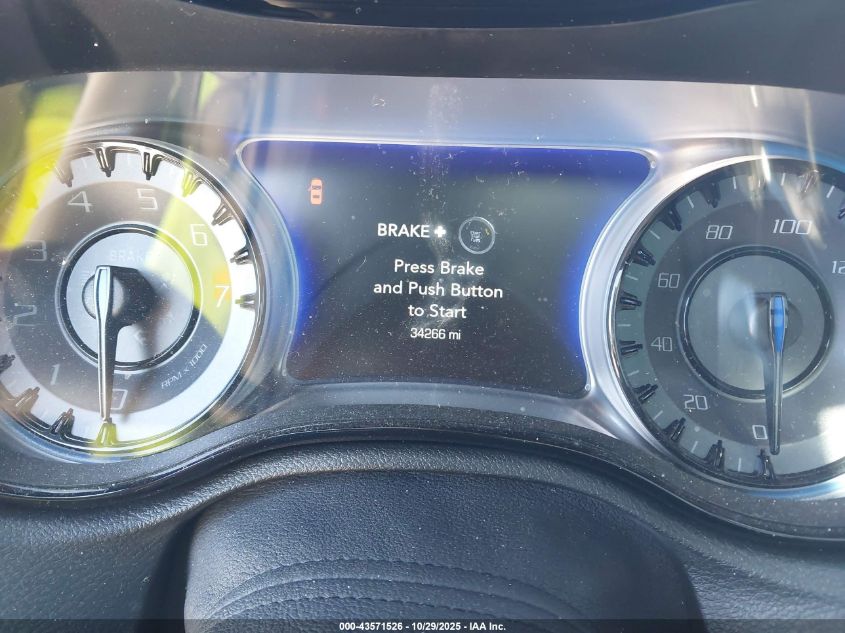 BRAKE +
Press Brake
and Push Button
to Start
34266 mi
0 1 2 3 4 5 6 7
BRAKE
RPM x 1000
0 20 40 60 80 100
000-43571526 - 10/29/2025 - IAA Inc.